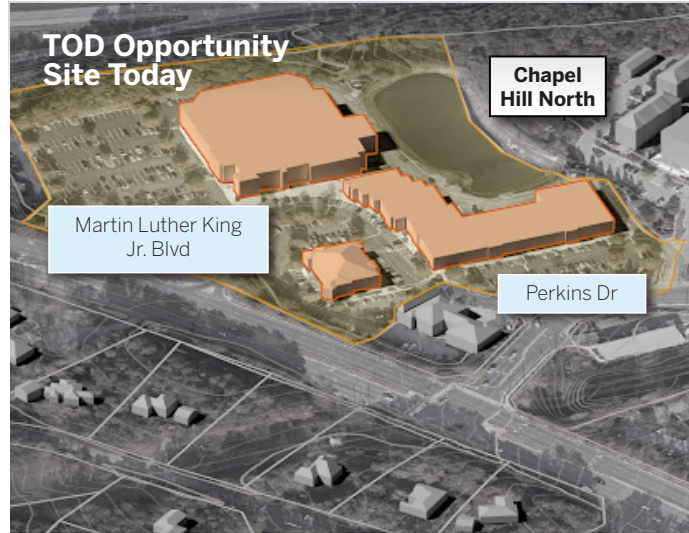 TOD Opportunity
Site Today
Chapel
Hill North
Martin Luther King
Jr. Blvd
Perkins Dr